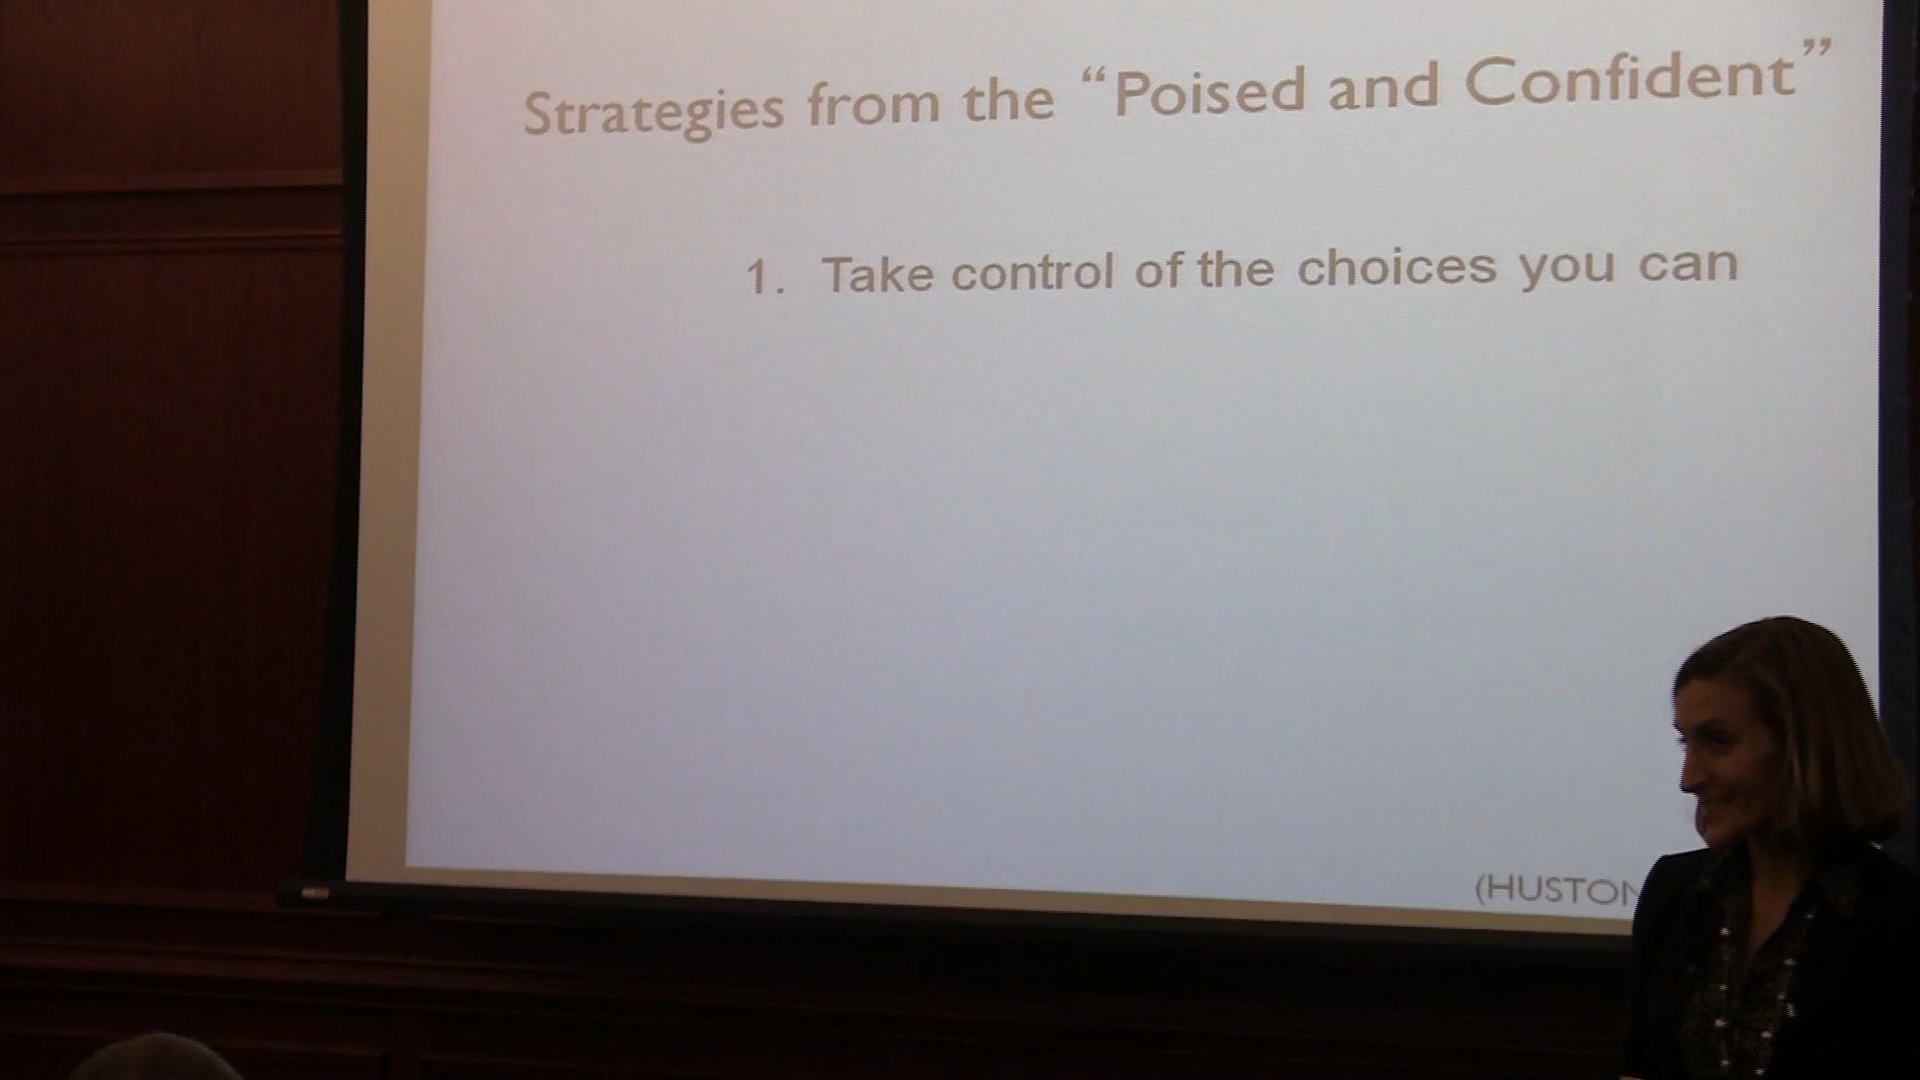 Strategies from the “Poised and Confident”
1. Take control of the choices you can
(HUSTON